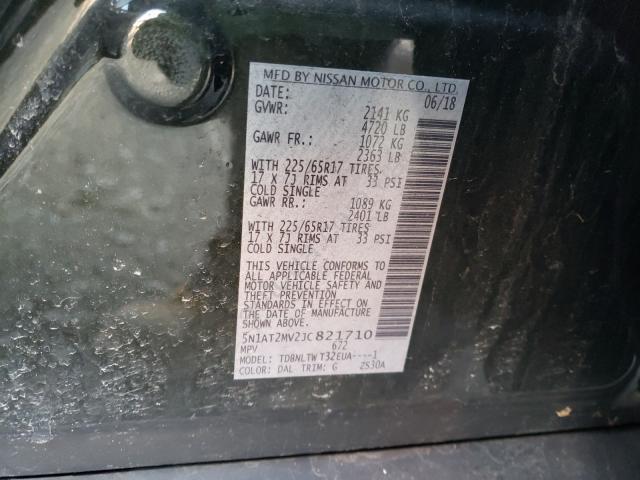 MFD BY NISSAN MOTOR CO., LTD.
DATE: 06/18
GVWR: 2141 KG
4720 LB
GAWR FR.: 1072 KG
2363 LB
WITH 225/65R17 TIRES
17 X 7J RIMS AT 33 PSI
COLD SINGLE
GAWR RR.: 1089 KG
2401 LB
WITH 225/65R17 TIRES
17 X 7J RIMS AT 33 PSI
COLD SINGLE
THIS VEHICLE CONFORMS TO
ALL APPLICABLE FEDERAL
MOTOR VEHICLE SAFETY AND
THEFT PREVENTION
STANDARDS IN EFFECT ON
THE DATE OF MANUFACTURE
SHOWN ABOVE.
5N1AT2MV2JC821710
MPV 672
MODEL: TDBNLTW T32EUA----1
COLOR: DAL TRIM: G ZS30A